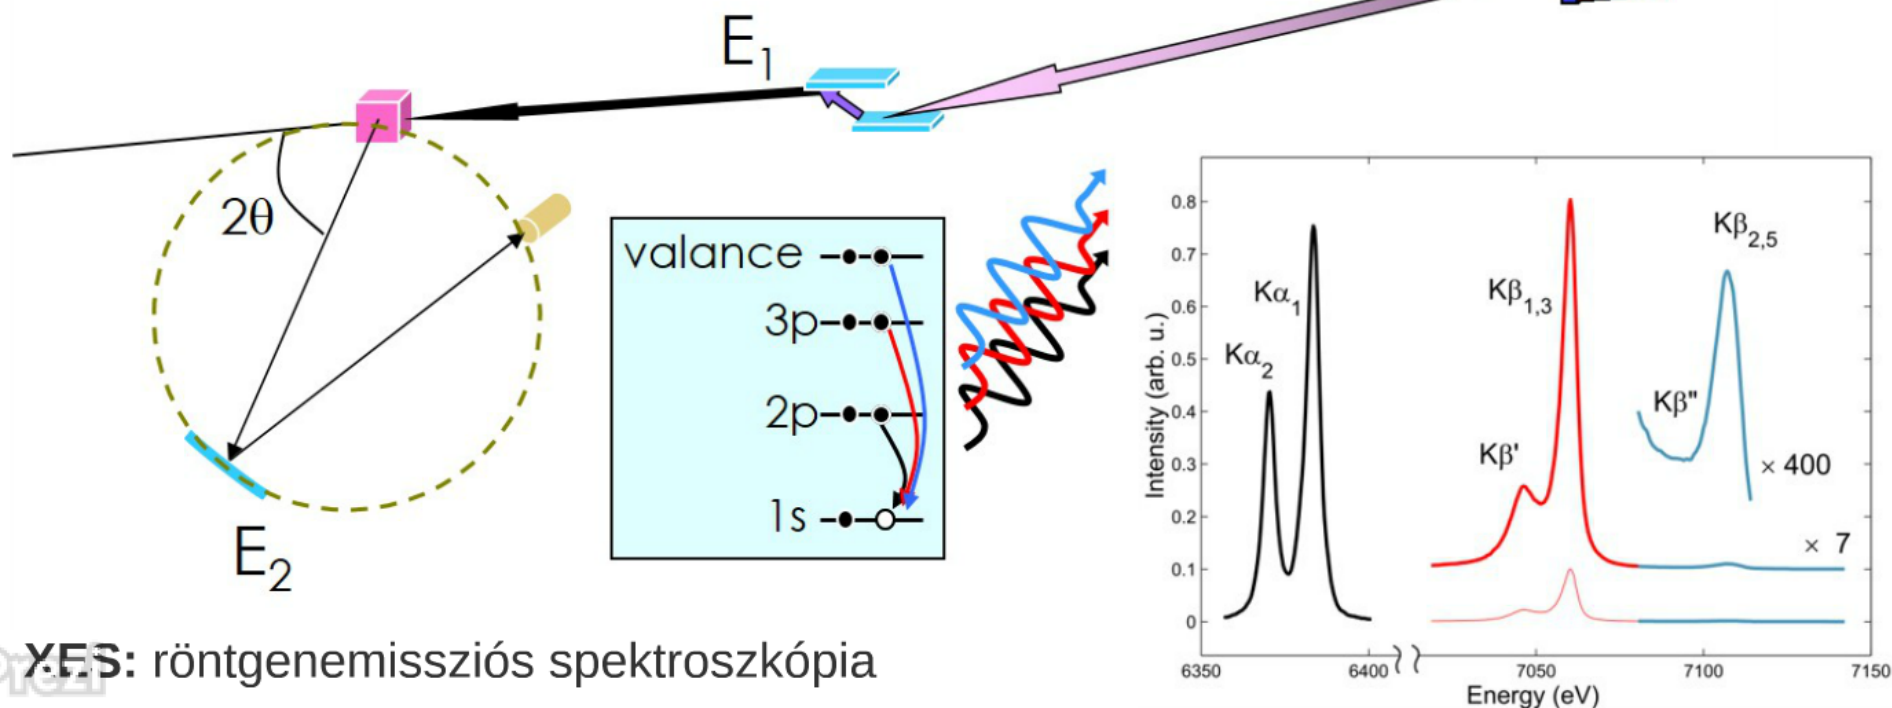 E1
2θ
E2
valance
3p
2p
1s
Intensity (arb. u.)
0.8
0.7
0.6
0.5
0.4
0.3
0.2
0.1
0
Kα1
Kα2
Kβ1,3
Kβ'
Kβ2,5
Kβ"
× 400
× 7
6350
6400
7050
7100
7150
Energy (eV)
XES: röntgenemissziós spektroszkópia
Prezi